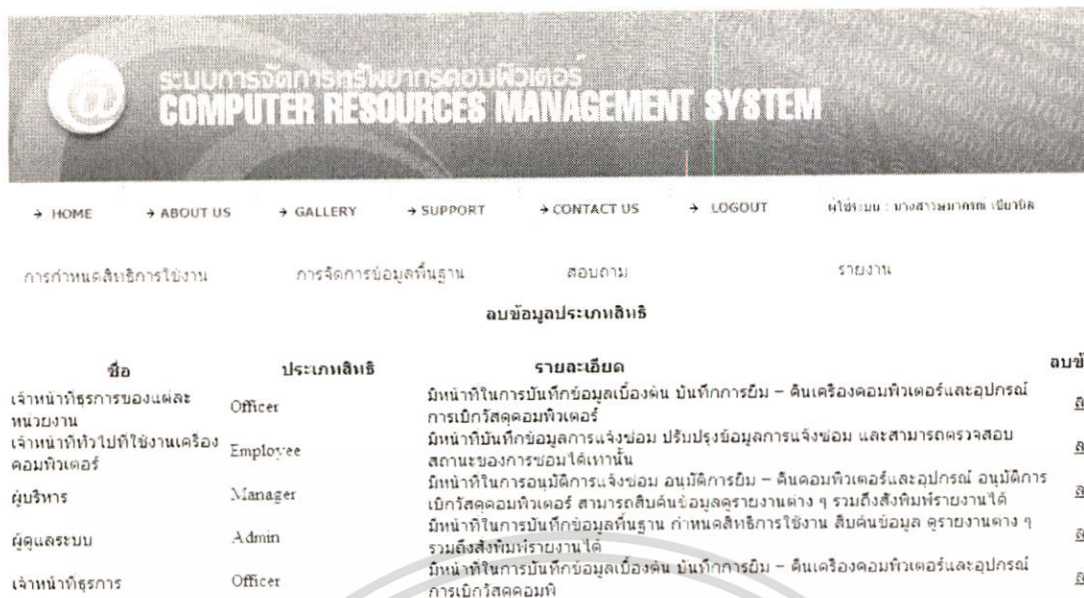 ระบบการจัดการทรัพยากรคอมพิวเตอร์
COMPUTER RESOURCES MANAGEMENT SYSTEM
→ HOME → ABOUT US → GALLERY → SUPPORT → CONTACT US → LOGOUT ผู้ใช้ระบบ : นางสาว
การกำหนดสิทธิการใช้งาน การจัดการข้อมูลพื้นฐาน สอบถาม รายงาน
ลบข้อมูลประเภทสิทธิ
ชื่อ ประเภทสิทธิ รายละเอียด ลบข้
เจ้าหน้าที่ธุรการของแต่ละ
หน่วยงาน
Officer
มีหน้าที่ในการบันทึกข้อมูลเบื้องต้น บันทึกการยืม – คืนเครื่องคอมพิวเตอร์และอุปกรณ์
การเบิกวัสดุคอมพิวเตอร์
เจ้าหน้าที่ทั่วไปที่ใช้งานเครื่อง
คอมพิวเตอร์
Employee
มีหน้าที่บันทึกข้อมูลการแจ้งซ่อม ปรับปรุงข้อมูลการแจ้งซ่อม และสามารถตรวจสอบ
สถานะของการซ่อมได้เท่านั้น
ผู้บริหาร
Manager
มีหน้าที่ในการอนุมัติการแจ้งซ่อม อนุมัติการยืม – คืนคอมพิวเตอร์และอุปกรณ์ อนุมัติการ
เบิกวัสดุคอมพิวเตอร์ สามารถสืบค้นข้อมูลดูรายงานต่าง ๆ รวมถึงสั่งพิมพ์รายงานได้
ผู้ดูแลระบบ
Admin
มีหน้าที่ในการบันทึกข้อมูลพื้นฐาน กำหนดสิทธิการใช้งาน สืบค้นข้อมูล ดูรายงานต่าง ๆ
รวมถึงสั่งพิมพ์รายงานได้
เจ้าหน้าที่ธุรการ
Officer
มีหน้าที่ในการบันทึกข้อมูลเบื้องต้น บันทึกการยืม – คืนเครื่องคอมพิวเตอร์และอุปกรณ์
การเบิกวัสดุคอมพิ